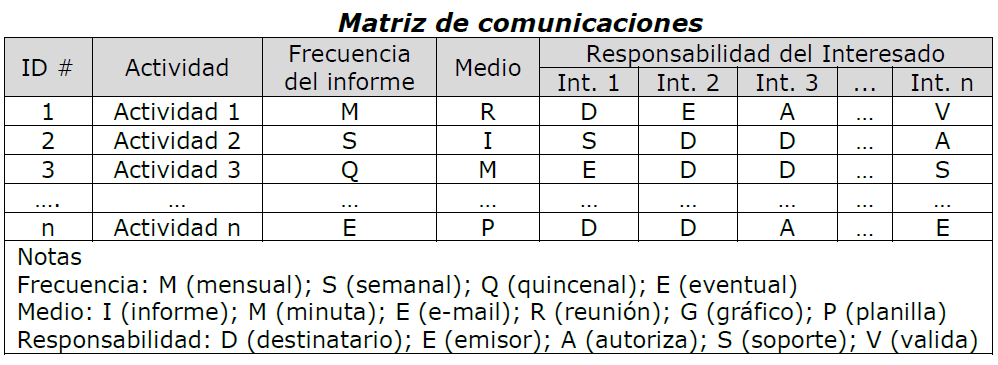 Matriz de comunicaciones
ID # Actividad Frecuencia del informe Medio Responsabilidad del Interesado
Int. 1 Int. 2 Int. 3 ... Int. n
1 Actividad 1 M R D E A ... V
2 Actividad 2 S I S D D ... A
3 Actividad 3 Q M E D D ... S
.... ... ... ... ... ... ... ... ...
n Actividad n E P D D A ... E
Notas
Frecuencia: M (mensual); S (semanal); Q (quincenal); E (eventual)
Medio: I (informe); M (minuta); E (e-mail); R (reunión); G (gráfico); P (planilla)
Responsabilidad: D (destinatario); E (emisor); A (autoriza); S (soporte); V (valida)